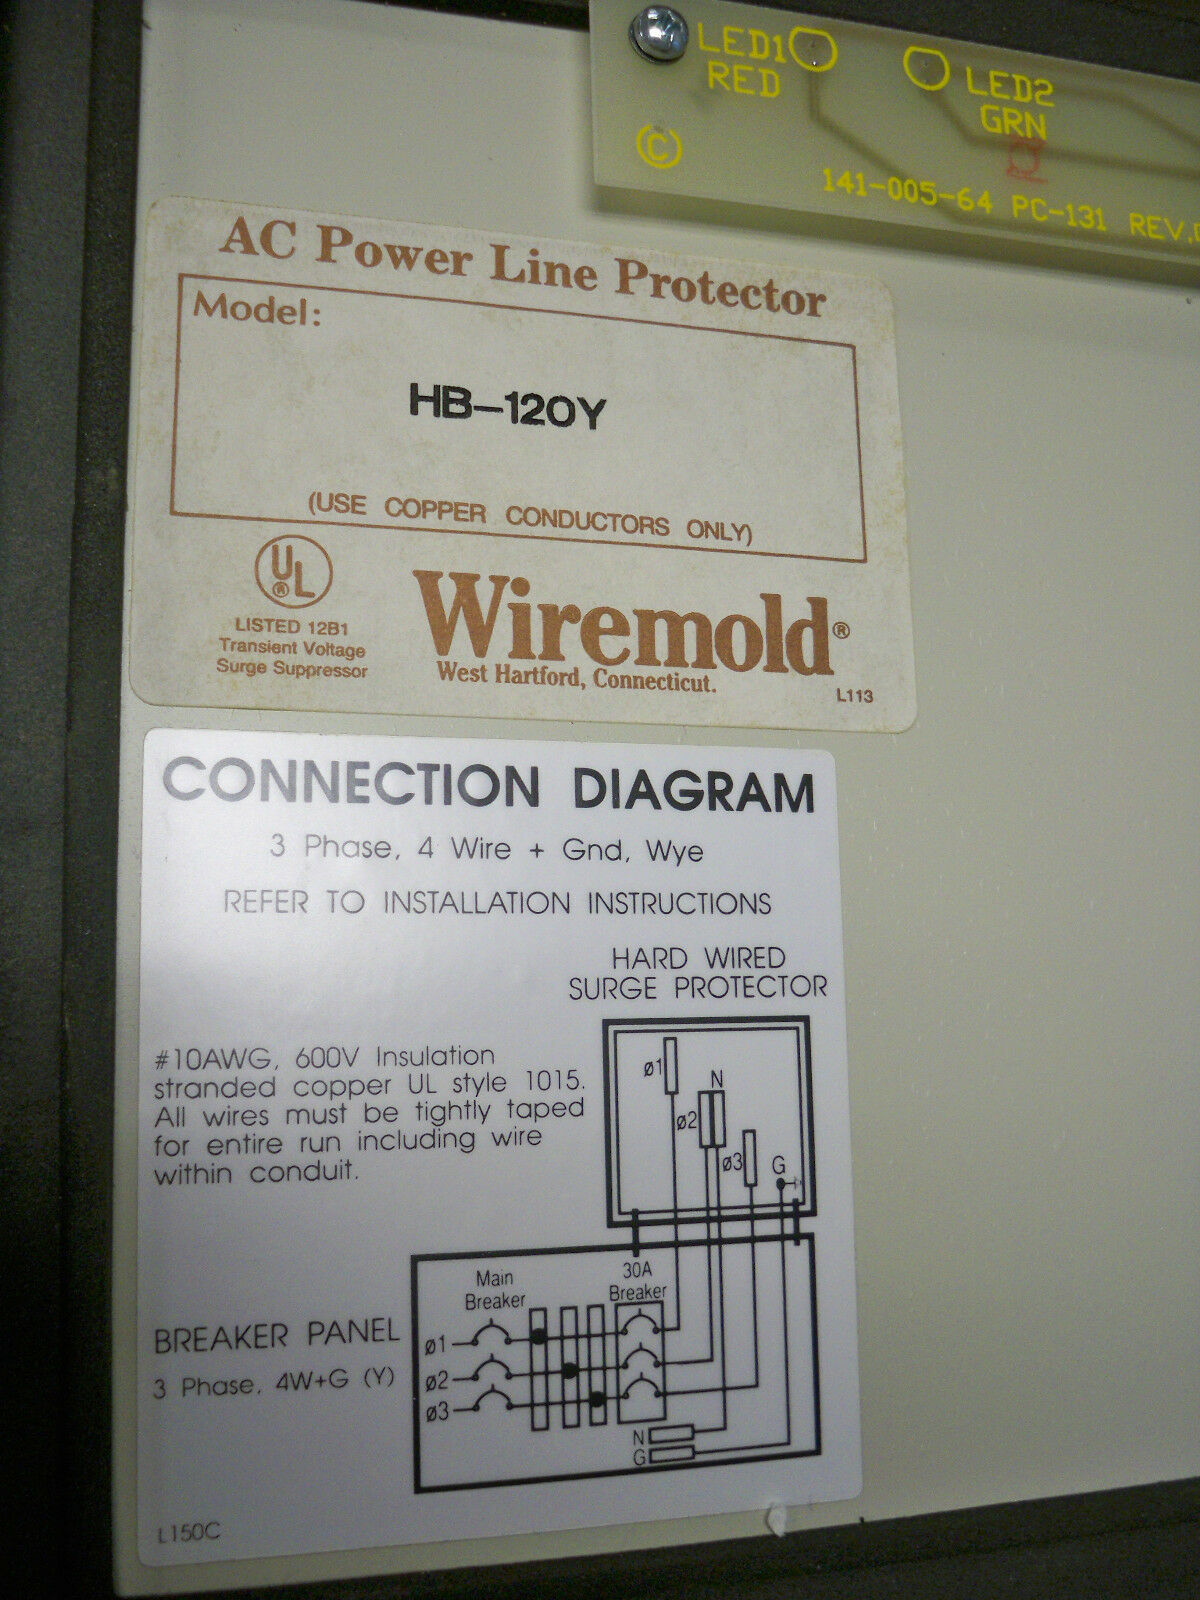 LED1
RED
LED2
GRN
©
141-005-64 PC-131 REV.
AC Power Line Protector
Model:
HB-120Y
(USE COPPER CONDUCTORS ONLY)
UL®
LISTED 12B1
Transient Voltage
Surge Suppressor
Wiremold®
West Hartford, Connecticut.
L113
CONNECTION DIAGRAM
3 Phase, 4 Wire + Gnd, Wye
REFER TO INSTALLATION INSTRUCTIONS
HARD WIRED
SURGE PROTECTOR
#10AWG, 600V Insulation
stranded copper UL style 1015.
All wires must be tightly taped
for entire run including wire
within conduit.
ø1
N
ø2
ø3
G
Main
Breaker
30A
Breaker
BREAKER PANEL
3 Phase, 4W+G (Y)
ø1
ø2
ø3
N
G
L150C